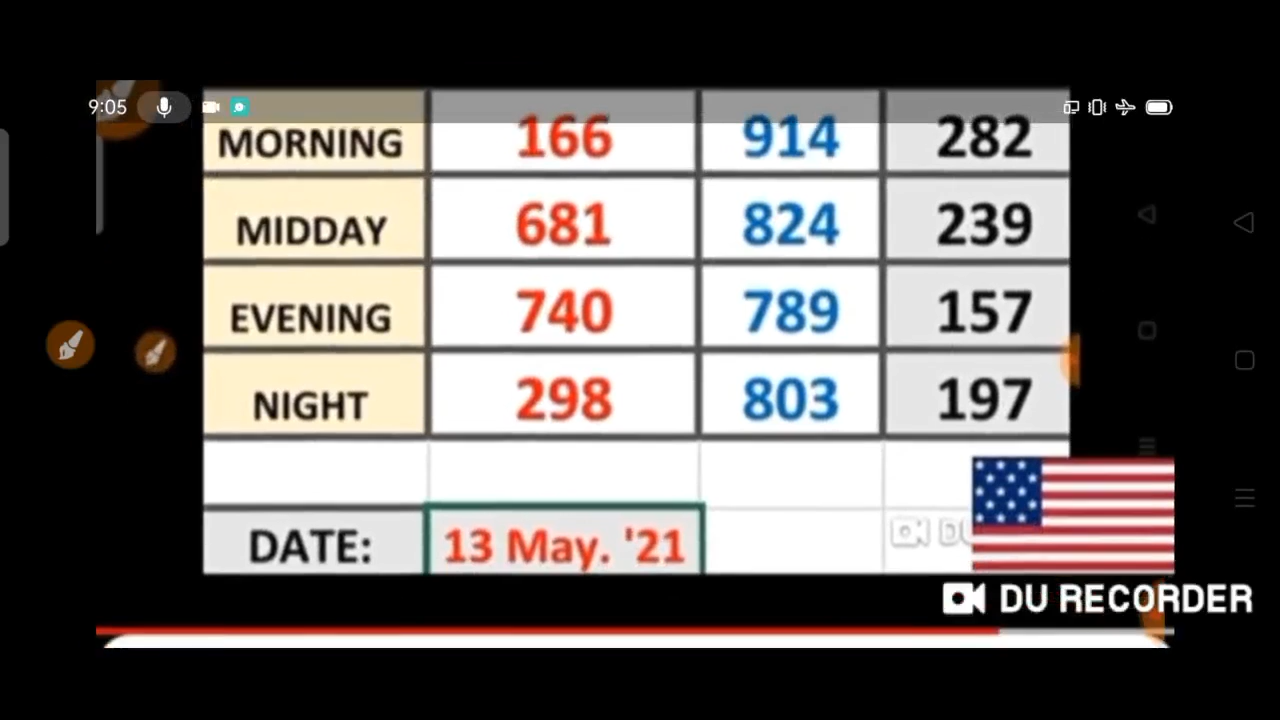 9:05
MORNING 166 914 282
MIDDAY 681 824 239
EVENING 740 789 157
NIGHT 298 803 197
DATE: 13 May. '21
DU RECORDER